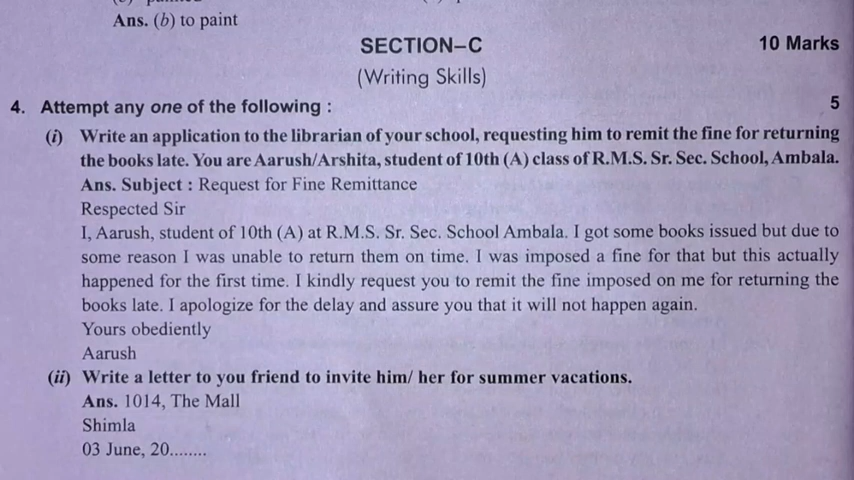 Ans. (b) to paint
SECTION–C
10 Marks
(Writing Skills)
4. Attempt any one of the following :
5
(i) Write an application to the librarian of your school, requesting him to remit the fine for returning
the books late. You are Aarush/Arshita, student of 10th (A) class of R.M.S. Sr. Sec. School, Ambala.
Ans. Subject : Request for Fine Remittance
Respected Sir
I, Aarush, student of 10th (A) at R.M.S. Sr. Sec. School Ambala. I got some books issued but due to
some reason I was unable to return them on time. I was imposed a fine for that but this actually
happened for the first time. I kindly request you to remit the fine imposed on me for returning the
books late. I apologize for the delay and assure you that it will not happen again.
Yours obediently
Aarush
(ii) Write a letter to you friend to invite him/ her for summer vacations.
Ans. 1014, The Mall
Shimla
03 June, 20........